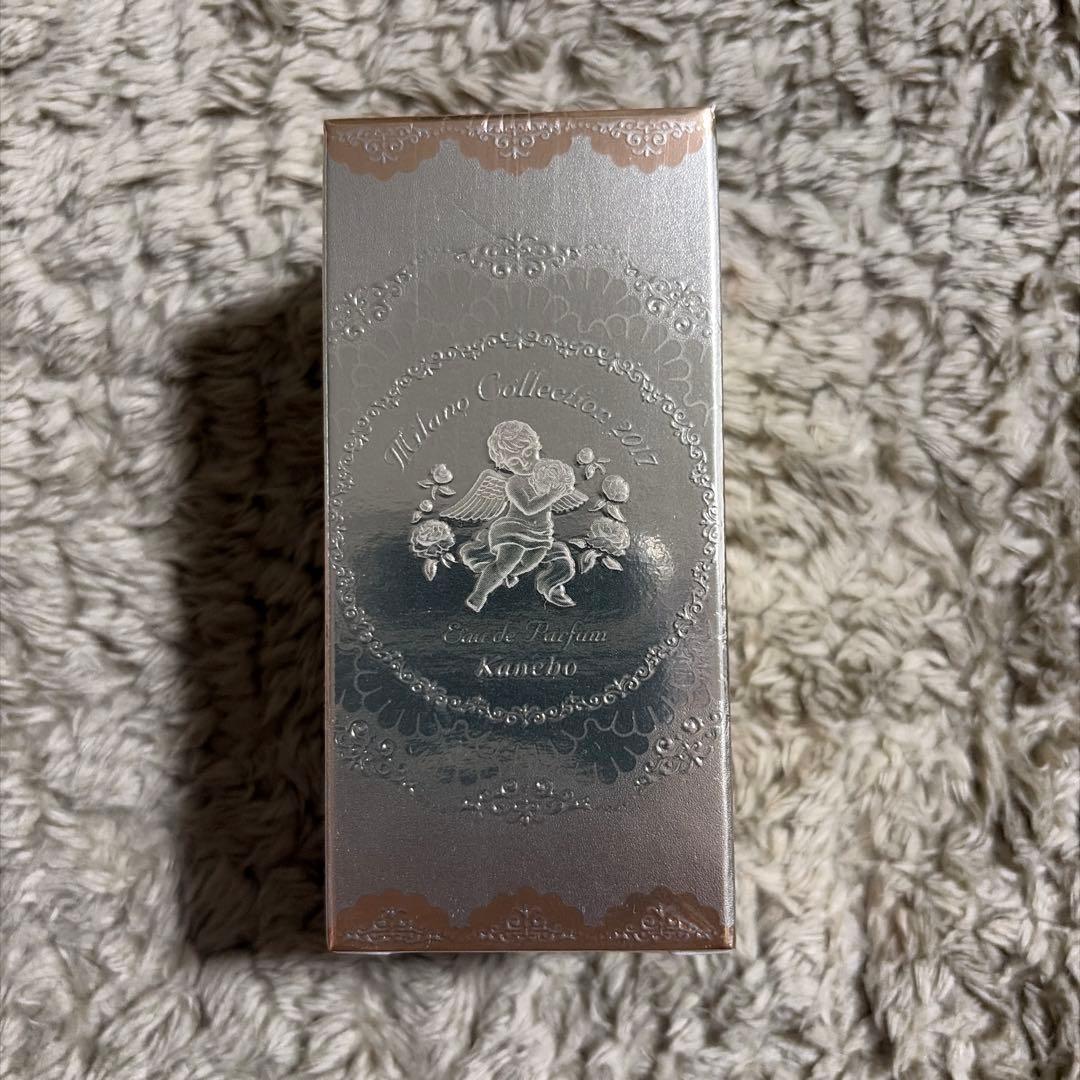 Milano Collection 2017
Eau de Parfum
Kanebo